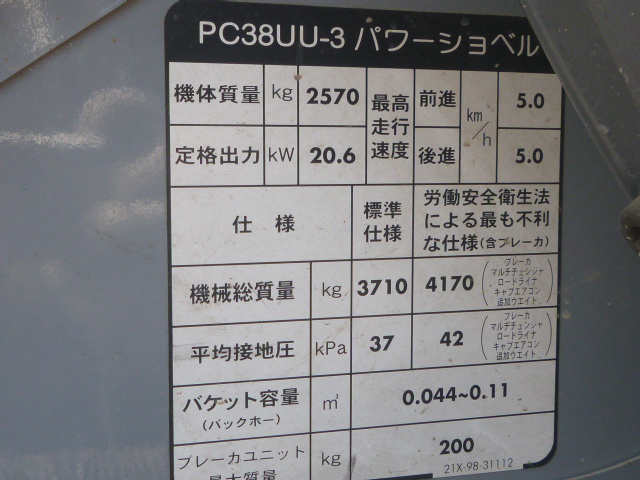 PC38UU-3 パワーショベル
機体質量 kg 2570 最高走行速度 前進 km/h 5.0
定格出力 kW 20.6 後進 5.0
仕様 標準仕様 労働安全衛生法
による最も不利
な仕様(含ブレーカ)
機械総質量 kg 3710 4170 (ブレーカ
マルチチェンジャ
ロードライナ
キャブエアコン
追加ウエイト)
平均接地圧 kPa 37 42 (ブレーカ
マルチチェンジャ
ロードライナ
キャブエアコン
追加ウエイト)
バケット容量 m³ 0.044~0.11
(バックホー)
ブレーカユニット kg 200
最大質量
21X-98-31112